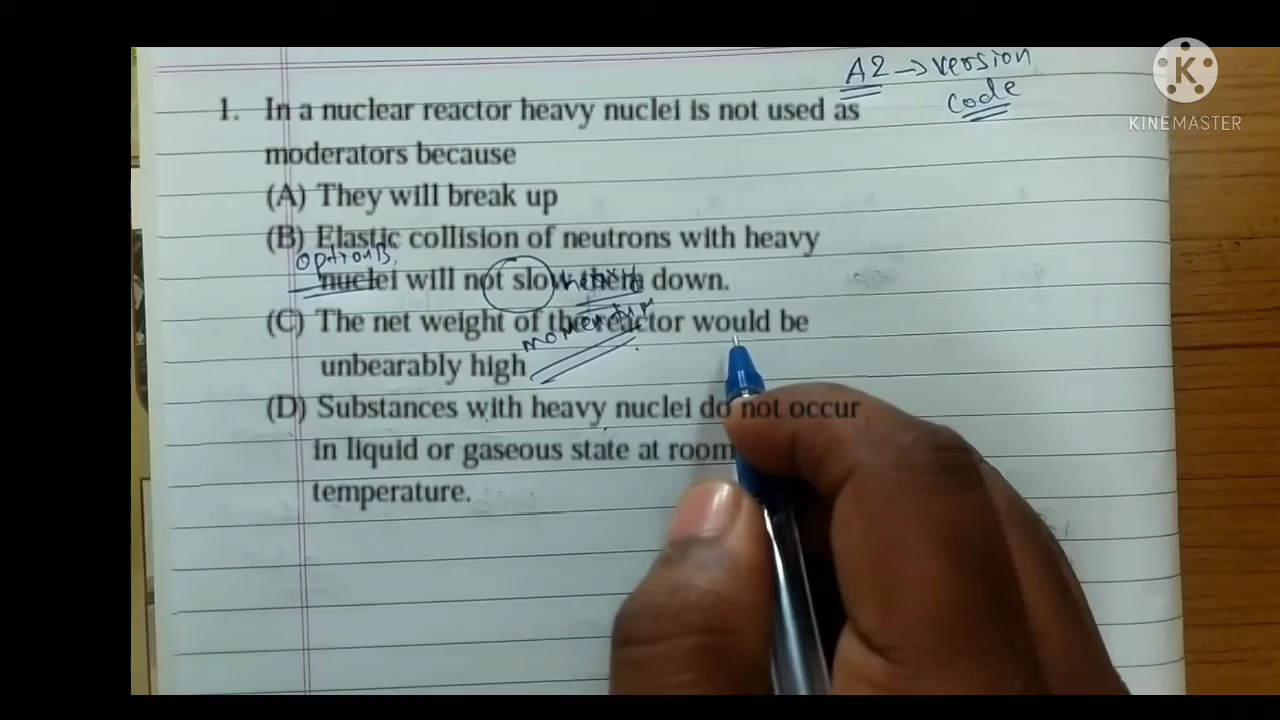 A2 → version
code
KINEMASTER
1. In a nuclear reactor heavy nuclei is not used as
moderators because
(A) They will break up
(B) Elastic collision of neutrons with heavy
Option B,
nuclei will not slow them down.
(C) The net weight of the reactor would be
momentum
unbearably high
(D) Substances with heavy nuclei do not occur
in liquid or gaseous state at room
temperature.